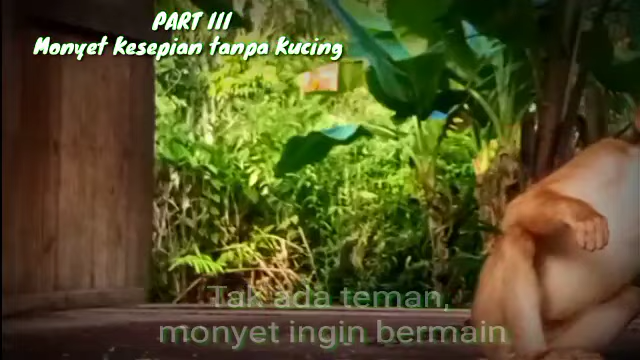 PART III
Monyet Kesepian tanpa Kucing
Tak ada teman,
monyet ingin bermain